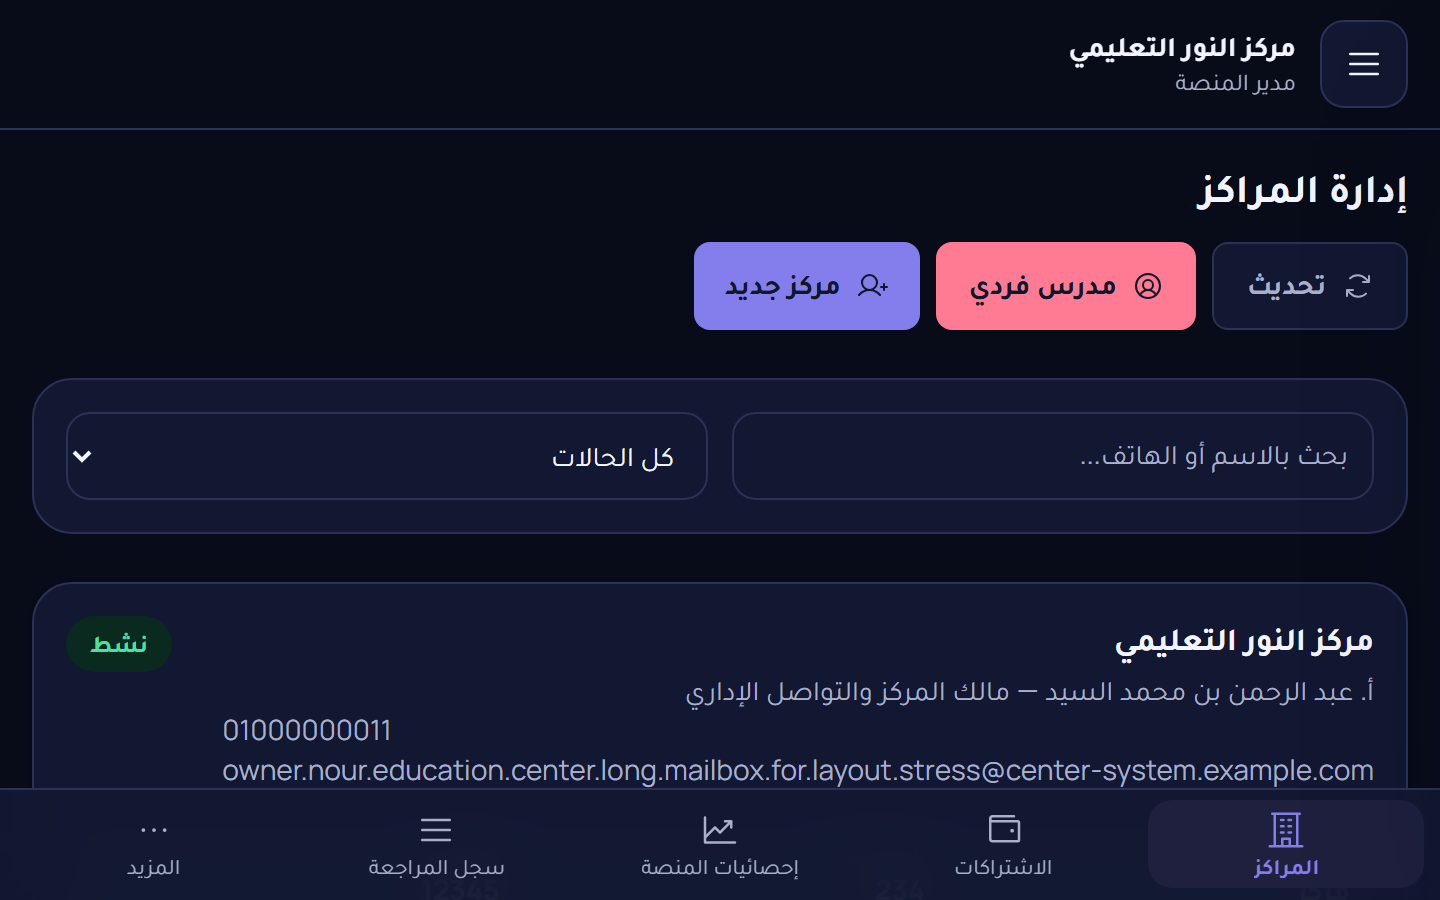 مركز النور التعليمي
مدير المنصة
إدارة المراكز
تحديث
مدرس فردي
مركز جديد
بحث بالاسم أو الهاتف...
كل الحالات
مركز النور التعليمي
نشط
أ. عبد الرحمن بن محمد السيد — مالك المركز والتواصل الإداري
01000000011
owner.nour.education.center.long.mailbox.for.layout.stress@center-system.example.com
المراكز
الاشتراكات
إحصائيات المنصة
سجل المراجعة
المزيد
234
12345